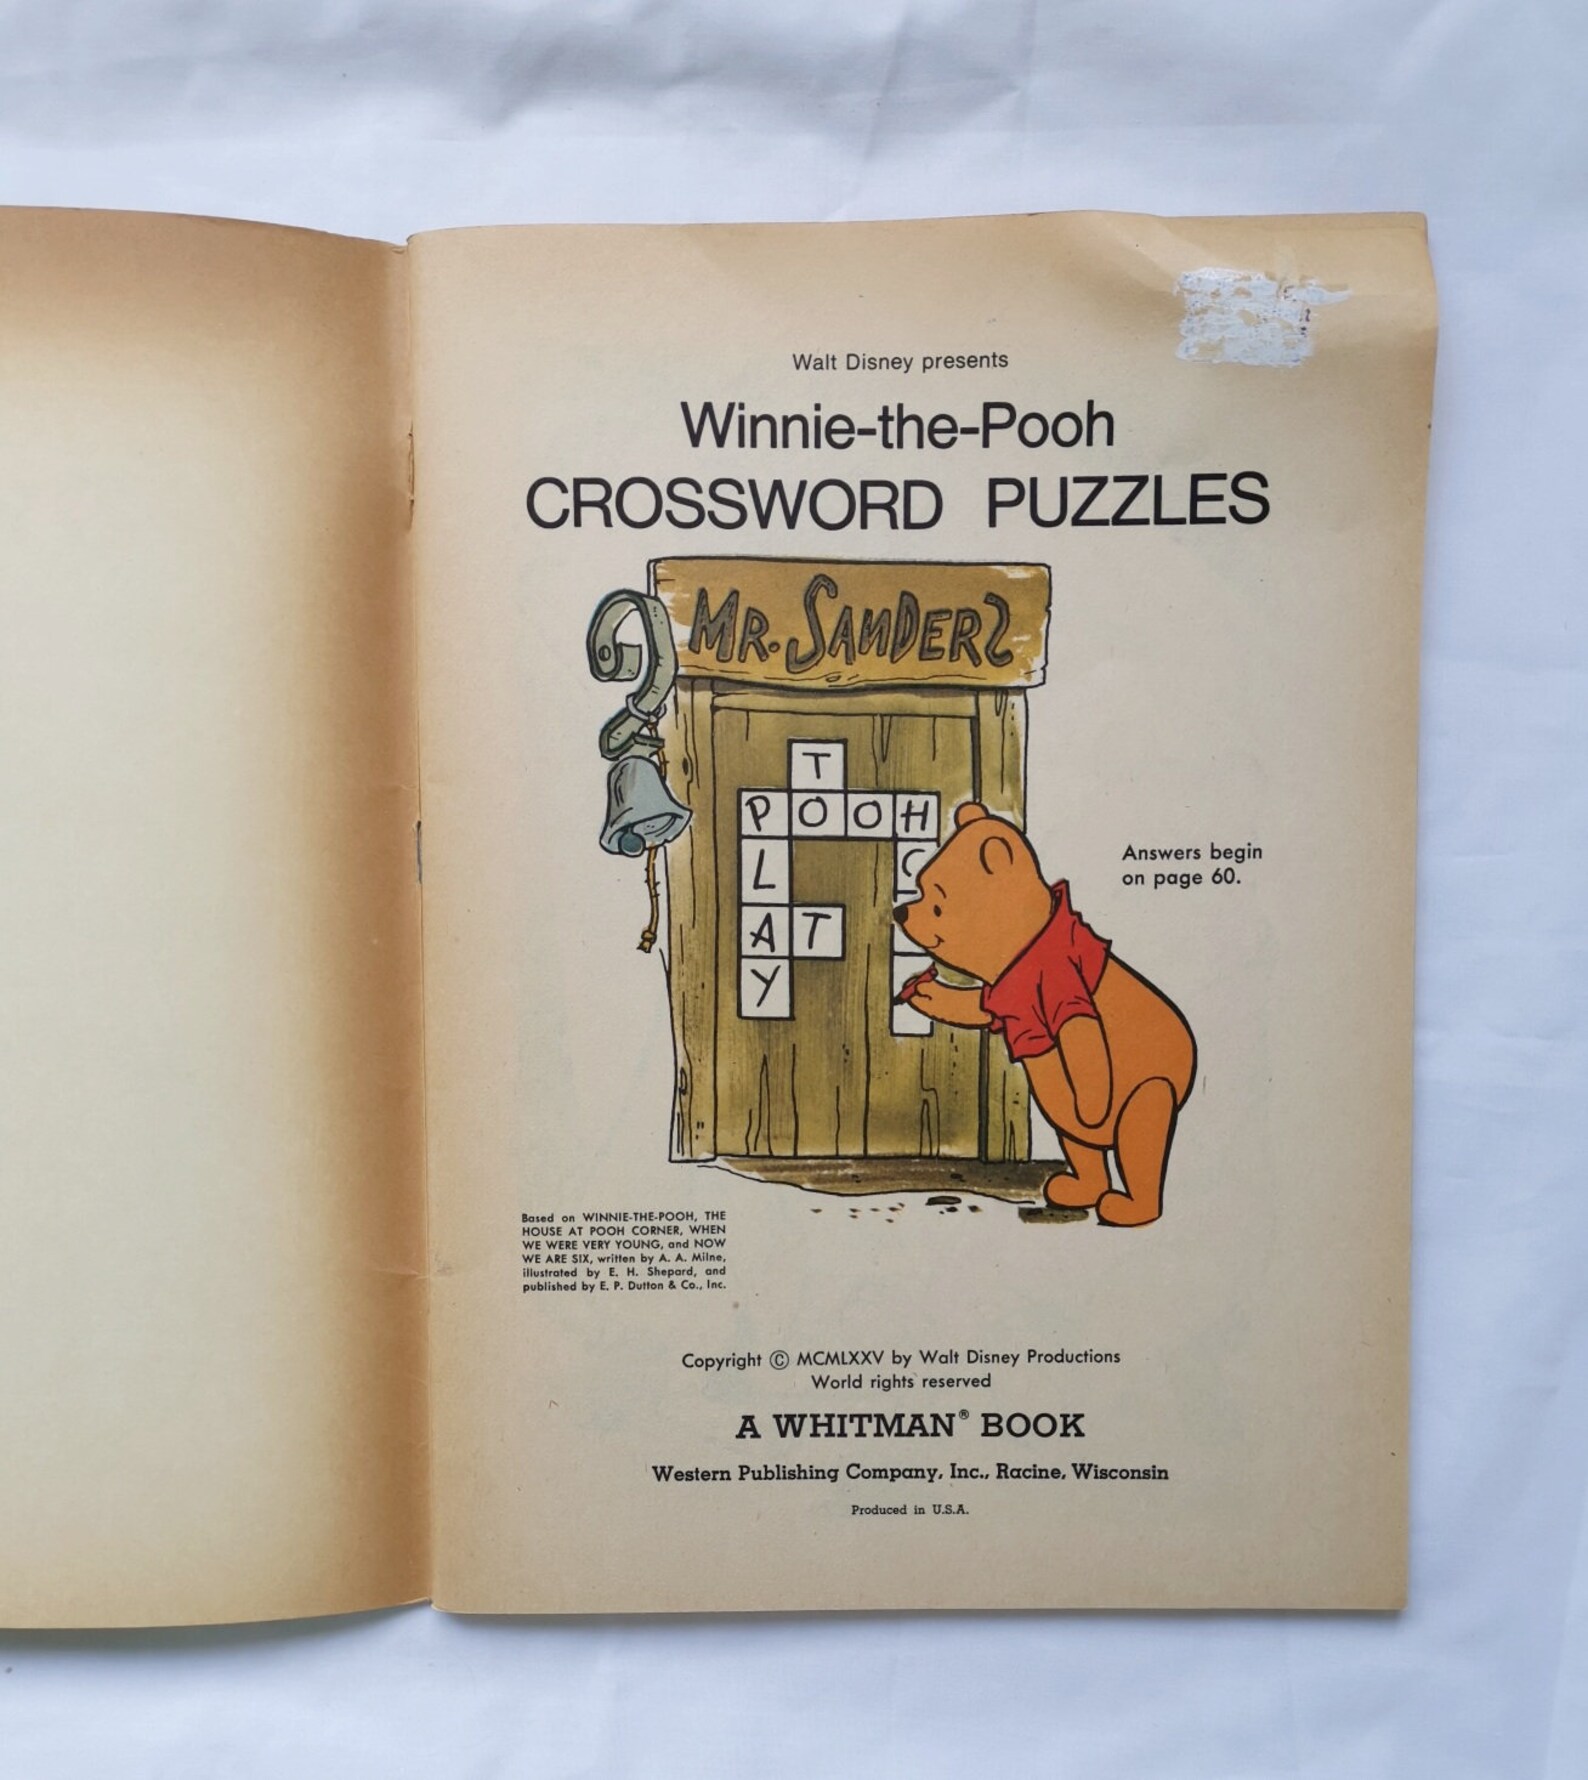 Walt Disney presents
Winnie-the-Pooh
CROSSWORD PUZZLES
MR. SANDERS
T
POOH
L
AT
Y
Answers begin
on page 60.
Based on WINNIE-THE-POOH, THE
HOUSE AT POOH CORNER, WHEN
WE WERE VERY YOUNG, and NOW
WE ARE SIX, written by A. A. Milne,
illustrated by E. H. Shepard, and
published by E. P. Dutton & Co., Inc.
Copyright © MCMLXXV by Walt Disney Productions
World rights reserved
A WHITMAN® BOOK
Western Publishing Company, Inc., Racine, Wisconsin
Produced in U.S.A.